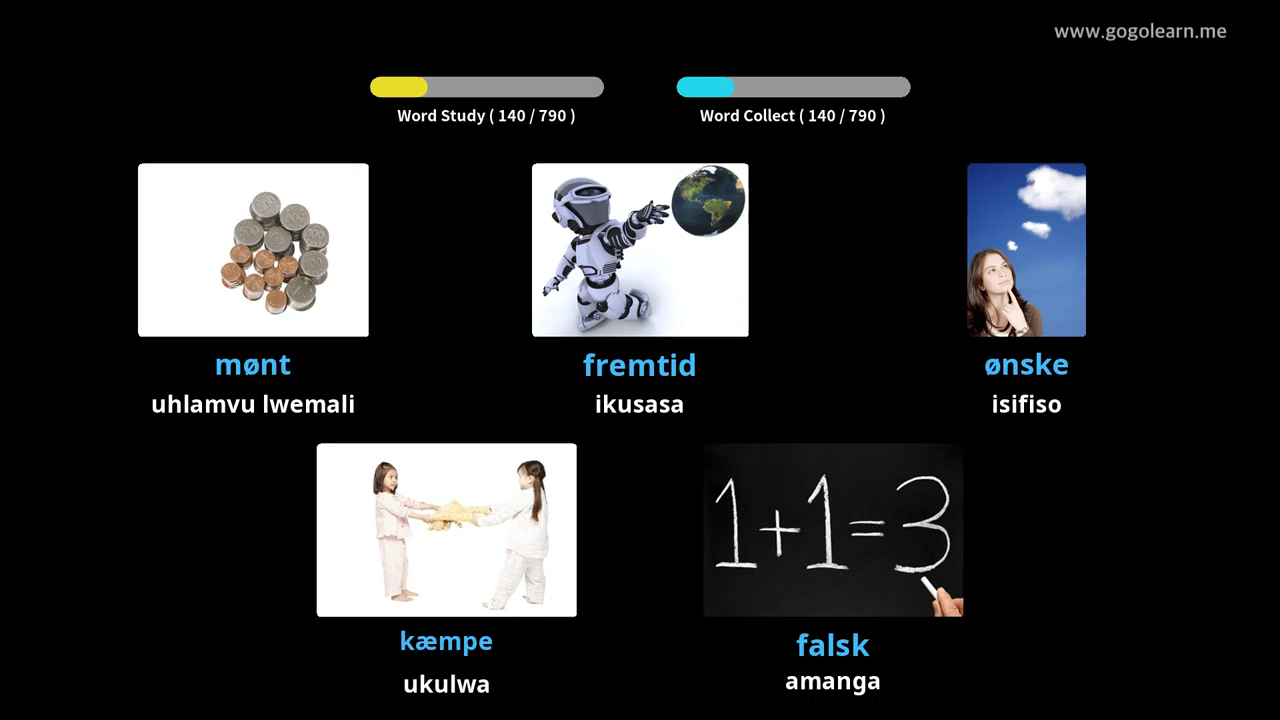 www.gogolearn.me
Word Study ( 140 / 790 )
Word Collect ( 140 / 790 )
mønt
uhlamvu lwemali
fremtid
ikusasa
ønske
isifiso
1+1=3
kæmpe
ukulwa
falsk
amanga